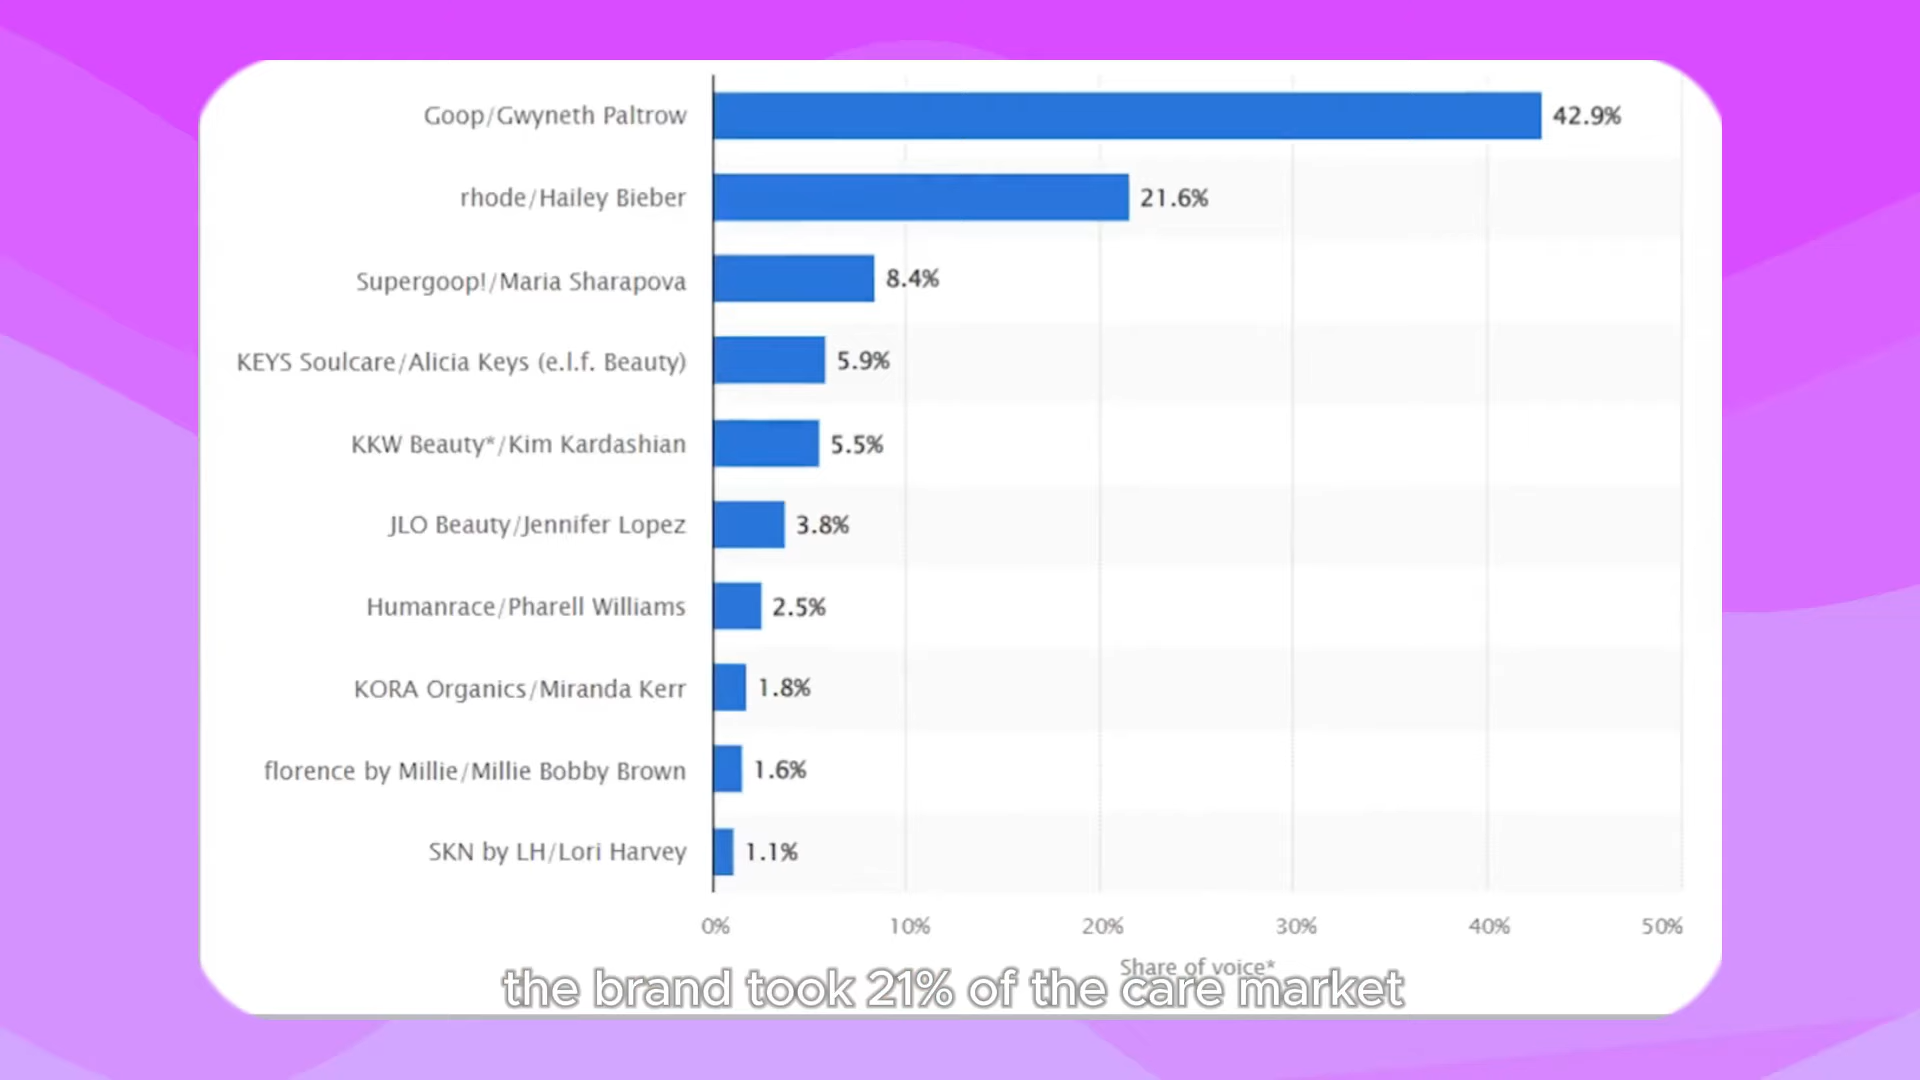 Goop/Gwyneth Paltrow 42.9%
rhode/Hailey Bieber 21.6%
Supergoop!/Maria Sharapova 8.4%
KEYS Soulcare/Alicia Keys (e.l.f. Beauty) 5.9%
KKW Beauty*/Kim Kardashian 5.5%
JLO Beauty/Jennifer Lopez 3.8%
Humanrace/Pharell Williams 2.5%
KORA Organics/Miranda Kerr 1.8%
florence by Millie/Millie Bobby Brown 1.6%
SKN by LH/Lori Harvey 1.1%
0% 10% 20% 30% 40% 50%
Share of voice*
the brand took 21% of the care market